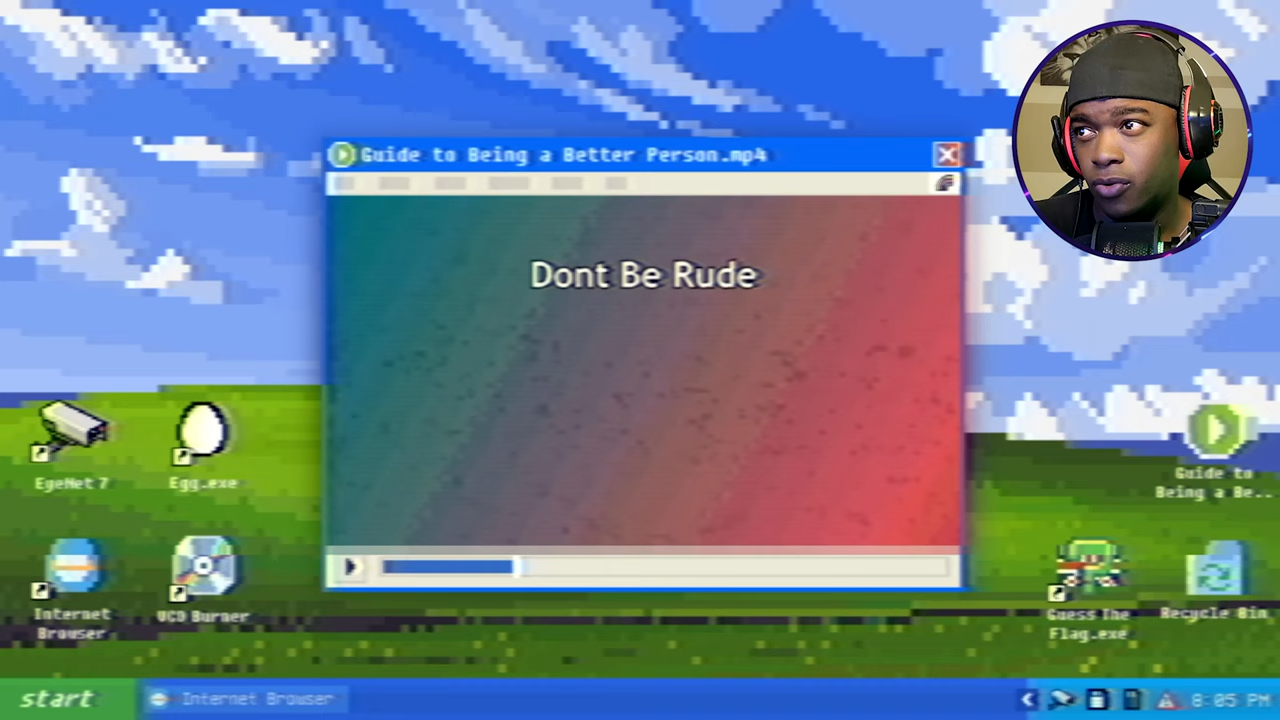 Guide to Being a Better Person.mp4
Dont Be Rude
EyeNet 7
Egg.exe
Guide to
Being a Be..
Internet
Browser
VCD Burner
Guess The
Flag.exe
Recycle Bin
start
Internet Browser
8:05 PM